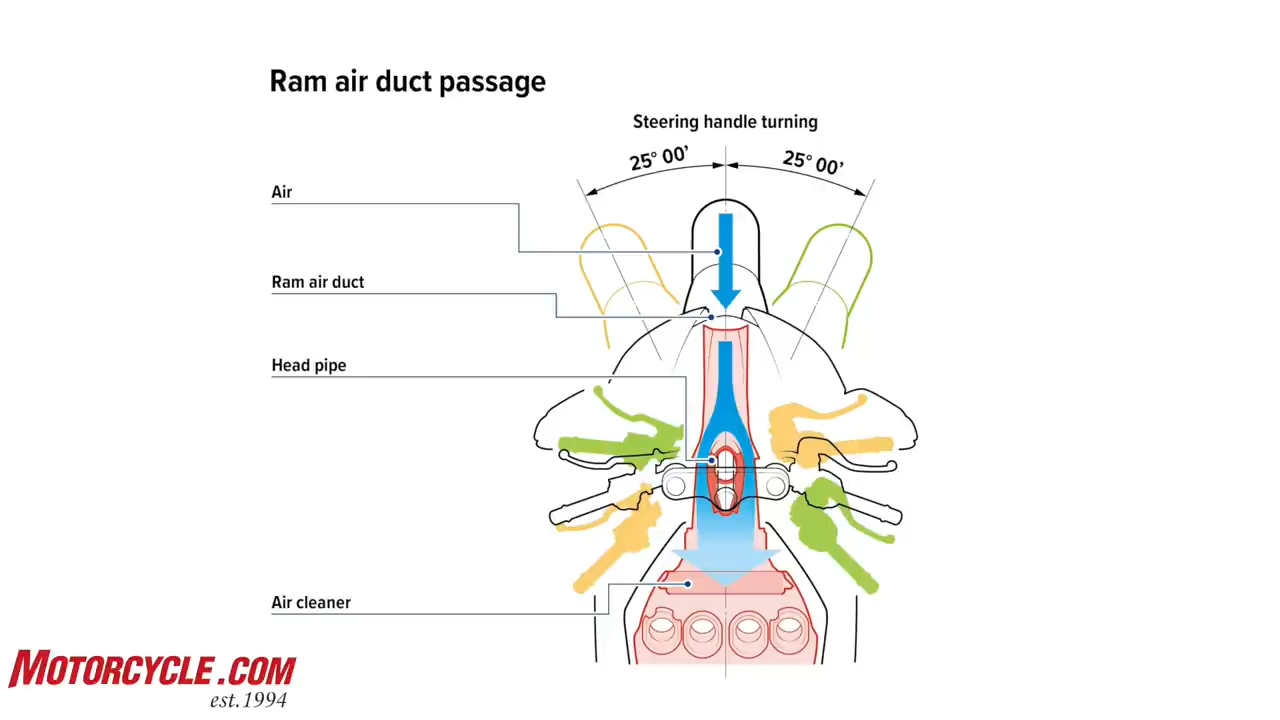 Ram air duct passage
Steering handle turning
25° 00’
25° 00’
Air
Ram air duct
Head pipe
Air cleaner
MOTORCYCLE.COM
est.1994